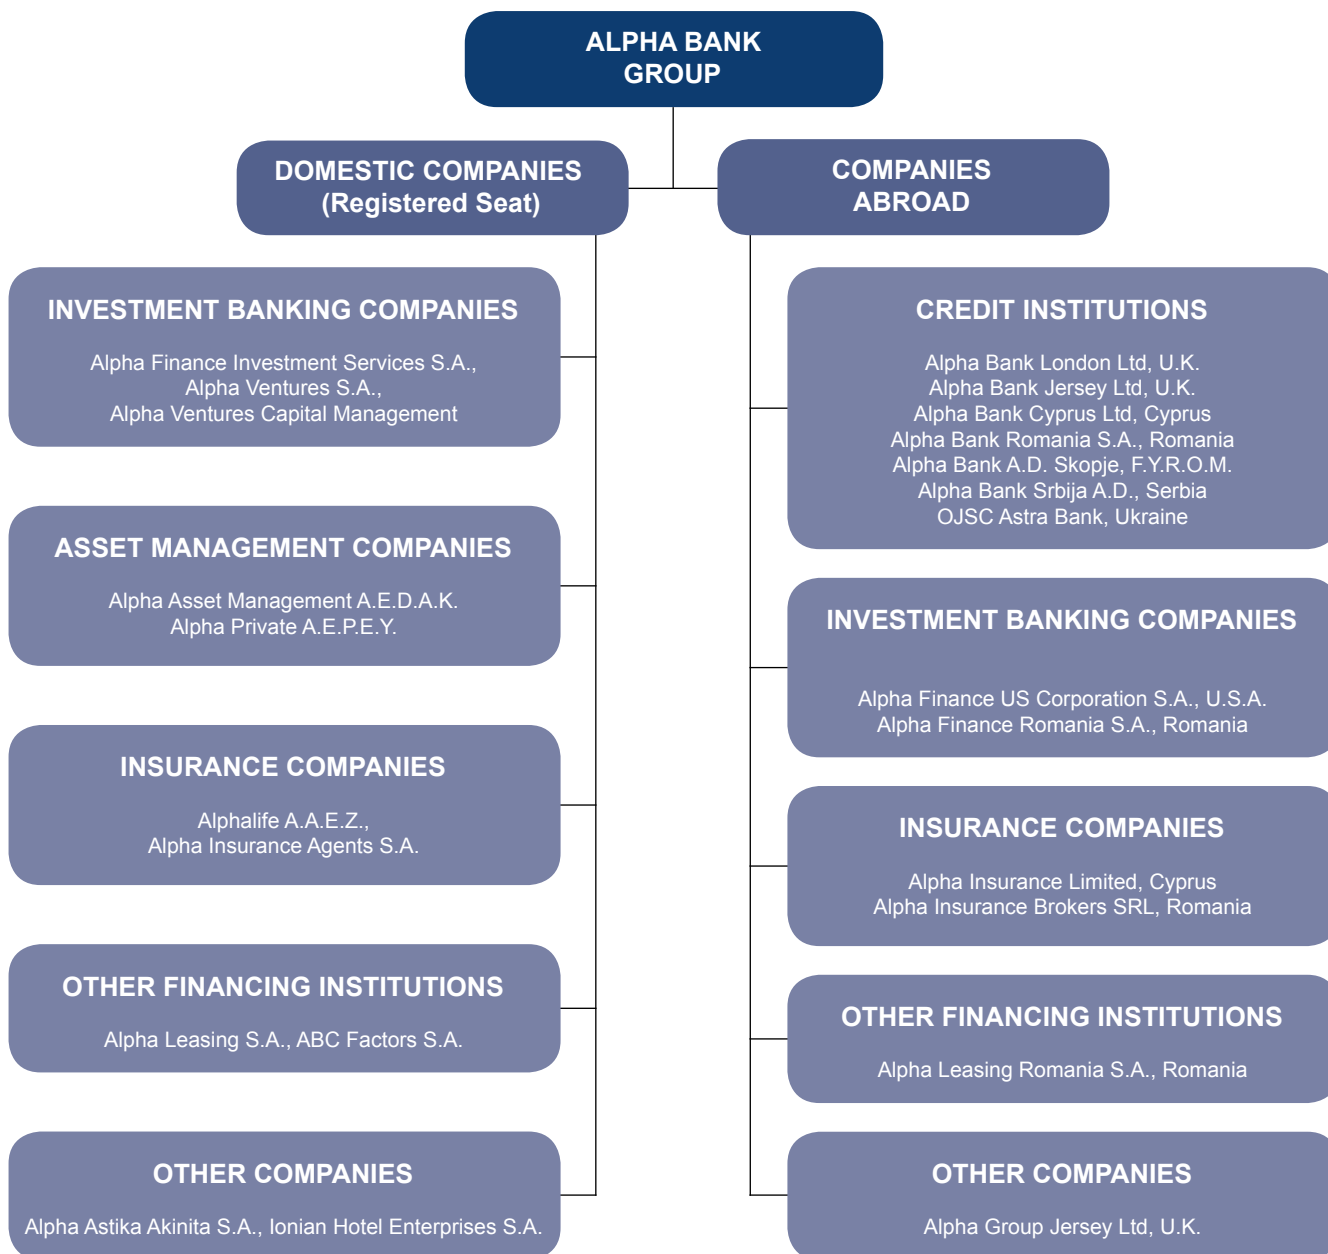 ALPHA BANK
GROUP
DOMESTIC COMPANIES
(Registered Seat)
INVESTMENT BANKING COMPANIES
Alpha Finance Investment Services S.A.,
Alpha Ventures S.A.,
Alpha Ventures Capital Management
ASSET MANAGEMENT COMPANIES
Alpha Asset Management A.E.D.A.K.
Alpha Private A.E.P.E.Y.
INSURANCE COMPANIES
Alphalife A.A.E.Z.,
Alpha Insurance Agents S.A.
OTHER FINANCING INSTITUTIONS
Alpha Leasing S.A., ABC Factors S.A.
OTHER COMPANIES
Alpha Astika Akinita S.A., Ionian Hotel Enterprises S.A.
COMPANIES
ABROAD
CREDIT INSTITUTIONS
Alpha Bank London Ltd, U.K.
Alpha Bank Jersey Ltd, U.K.
Alpha Bank Cyprus Ltd, Cyprus
Alpha Bank Romania S.A., Romania
Alpha Bank A.D. Skopje, F.Y.R.O.M.
Alpha Bank Srbija A.D., Serbia
OJSC Astra Bank, Ukraine
INVESTMENT BANKING COMPANIES
Alpha Finance US Corporation S.A., U.S.A.
Alpha Finance Romania S.A., Romania
INSURANCE COMPANIES
Alpha Insurance Limited, Cyprus
Alpha Insurance Brokers SRL, Romania
OTHER FINANCING INSTITUTIONS
Alpha Leasing Romania S.A., Romania
OTHER COMPANIES
Alpha Group Jersey Ltd, U.K.